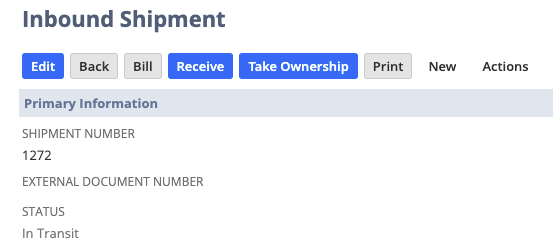 Inbound Shipment
Edit Back Bill Receive Take Ownership Print New Actions
Primary Information
SHIPMENT NUMBER
1272
EXTERNAL DOCUMENT NUMBER
STATUS
In Transit